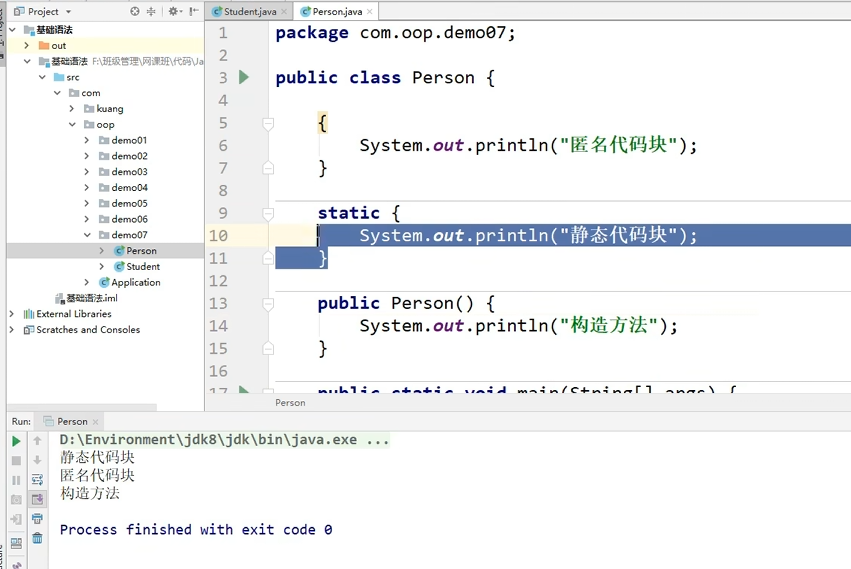 Project
Student.java
Person.java
基础语法
out
基础语法 F:\班级管理\网课班\代码\Ja
src
com
kuang
oop
demo01
demo02
demo03
demo04
demo05
demo06
demo07
Person
Student
Application
基础语法.iml
External Libraries
Scratches and Consoles
1 package com.oop.demo07;
2
3 public class Person {
4
5 {
6 System.out.println("匿名代码块");
7 }
8
9 static {
10 System.out.println("静态代码块");
11 }
12
13 public Person() {
14 System.out.println("构造方法");
15 }
16
17 public static void main(String[] args) {
Person
Run: Person
D:\Environment\jdk8\jdk\bin\java.exe ...
静态代码块
匿名代码块
构造方法
Process finished with exit code 0